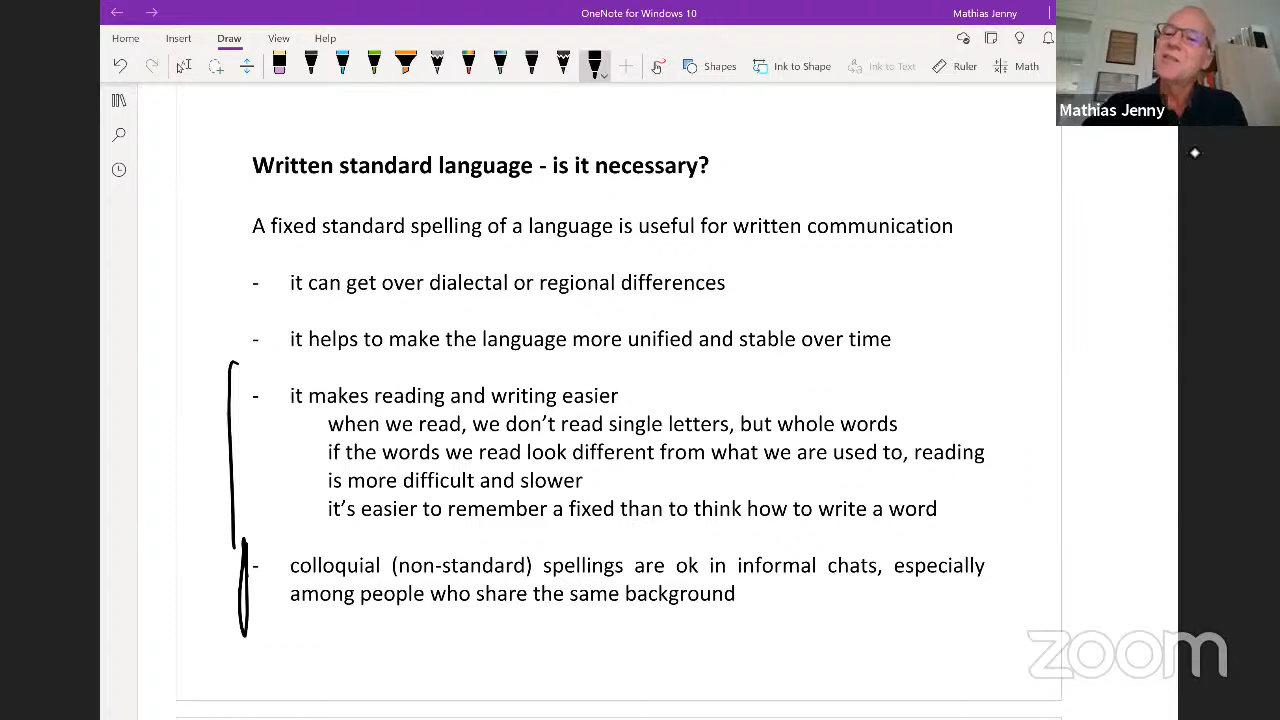 OneNote for Windows 10
Mathias Jenny
Home Insert Draw View Help
Shapes Ink to Shape Ink to Text Ruler Math
Mathias Jenny
Written standard language - is it necessary?
A fixed standard spelling of a language is useful for written communication
- it can get over dialectal or regional differences
- it helps to make the language more unified and stable over time
- it makes reading and writing easier
when we read, we don’t read single letters, but whole words
if the words we read look different from what we are used to, reading
is more difficult and slower
it’s easier to remember a fixed than to think how to write a word
- colloquial (non-standard) spellings are ok in informal chats, especially
among people who share the same background
zoom